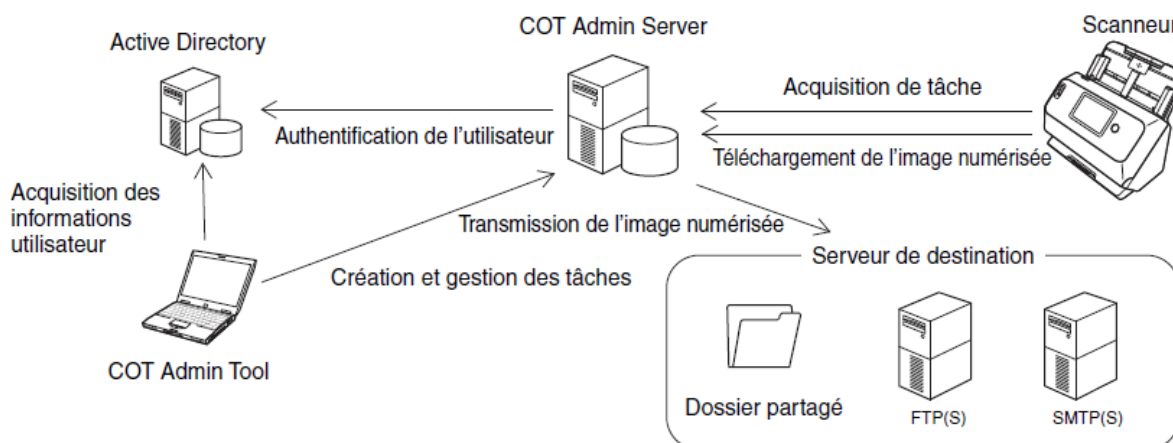 COT Admin Server
Scanneur
Active Directory
Acquisition de tâche
Authentification de l'utilisateur
Téléchargement de l'image numérisée
Acquisition des
informations
utilisateur
Transmission de l'image numérisée
Serveur de destination
Création et gestion des tâches
COT Admin Tool
Dossier partagé
FTP(S)
SMTP(S)